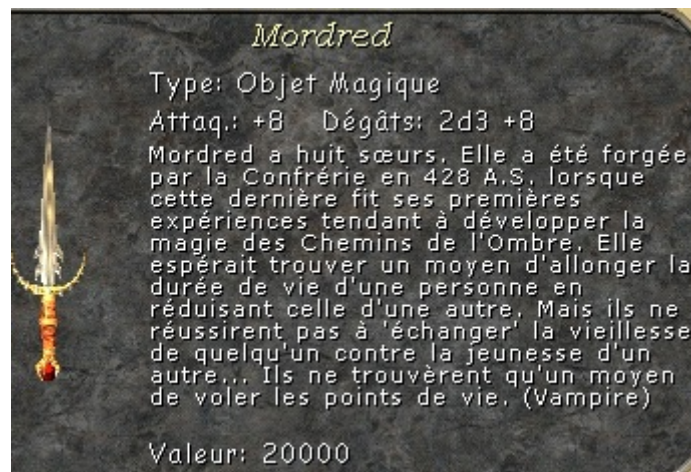 Mordred
Type: Objet Magique
Attaq.: +8 Dégâts: 2d3 +8
Mordred a huit sœurs. Elle a été forgée
par la Confrérie en 428 A.S. lorsque
cette dernière fit ses premières
expériences tendant à développer la
magie des Chemins de l'Ombre. Elle
espérait trouver un moyen d'allonger la
durée de vie d'une personne en
réduisant celle d'une autre. Mais ils ne
réussirent pas à 'échanger' la vieillesse
de quelqu'un contre la jeunesse d'un
autre... Ils ne trouvèrent qu'un moyen
de voler les points de vie. (Vampire)
Valeur: 20000